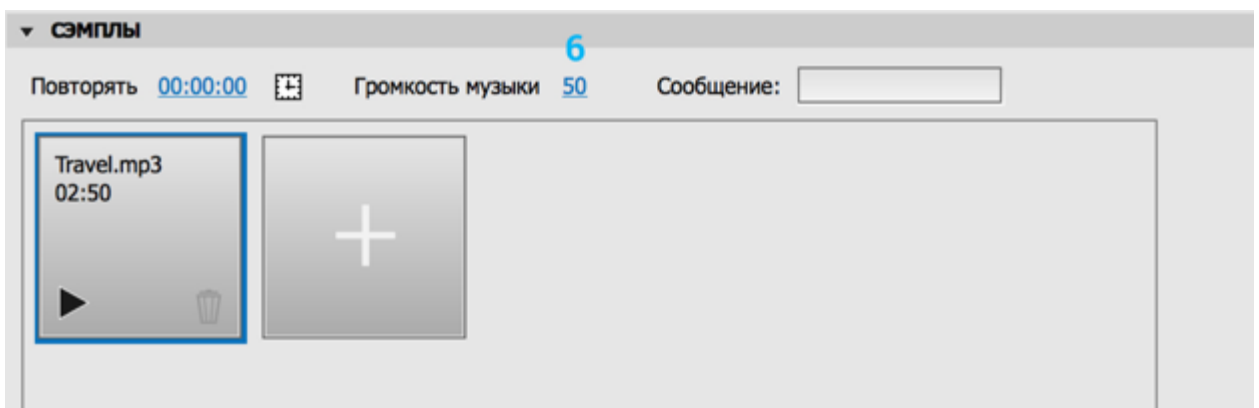 СЭМПЛЫ
6
Повторять 00:00:00 Громкость музыки 50 Сообщение:
Travel.mp3
02:50